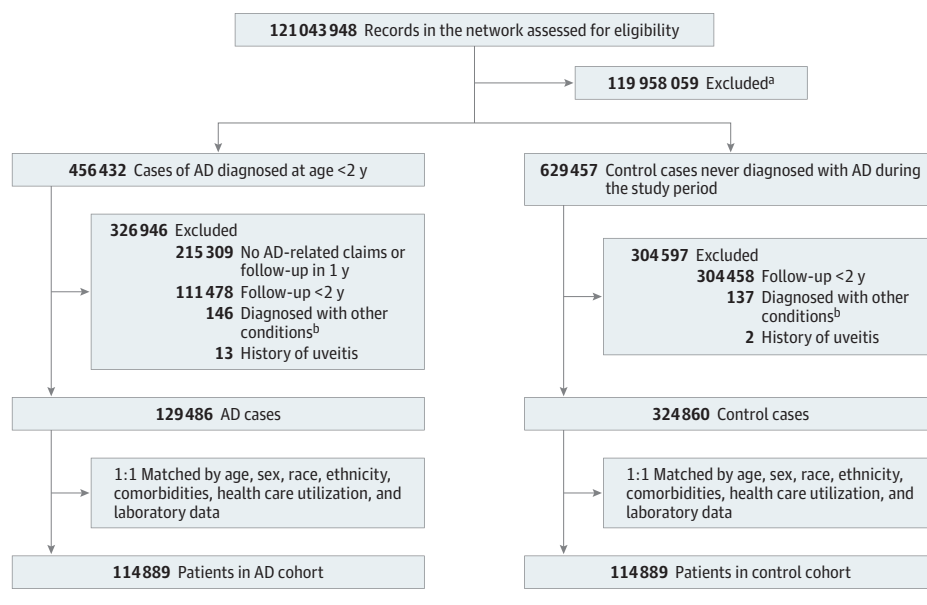 121 043 948 Records in the network assessed for eligibility
119 958 059 Excludedᵃ
456 432 Cases of AD diagnosed at age <2 y
629 457 Control cases never diagnosed with AD during
the study period
326 946 Excluded
215 309 No AD-related claims or
follow-up in 1 y
111 478 Follow-up <2 y
146 Diagnosed with other
conditionsᵇ
13 History of uveitis
304 597 Excluded
304 458 Follow-up <2 y
137 Diagnosed with other
conditionsᵇ
2 History of uveitis
129 486 AD cases
324 860 Control cases
1:1 Matched by age, sex, race, ethnicity,
comorbidities, health care utilization, and
laboratory data
1:1 Matched by age, sex, race, ethnicity,
comorbidities, health care utilization, and
laboratory data
114 889 Patients in AD cohort
114 889 Patients in control cohort